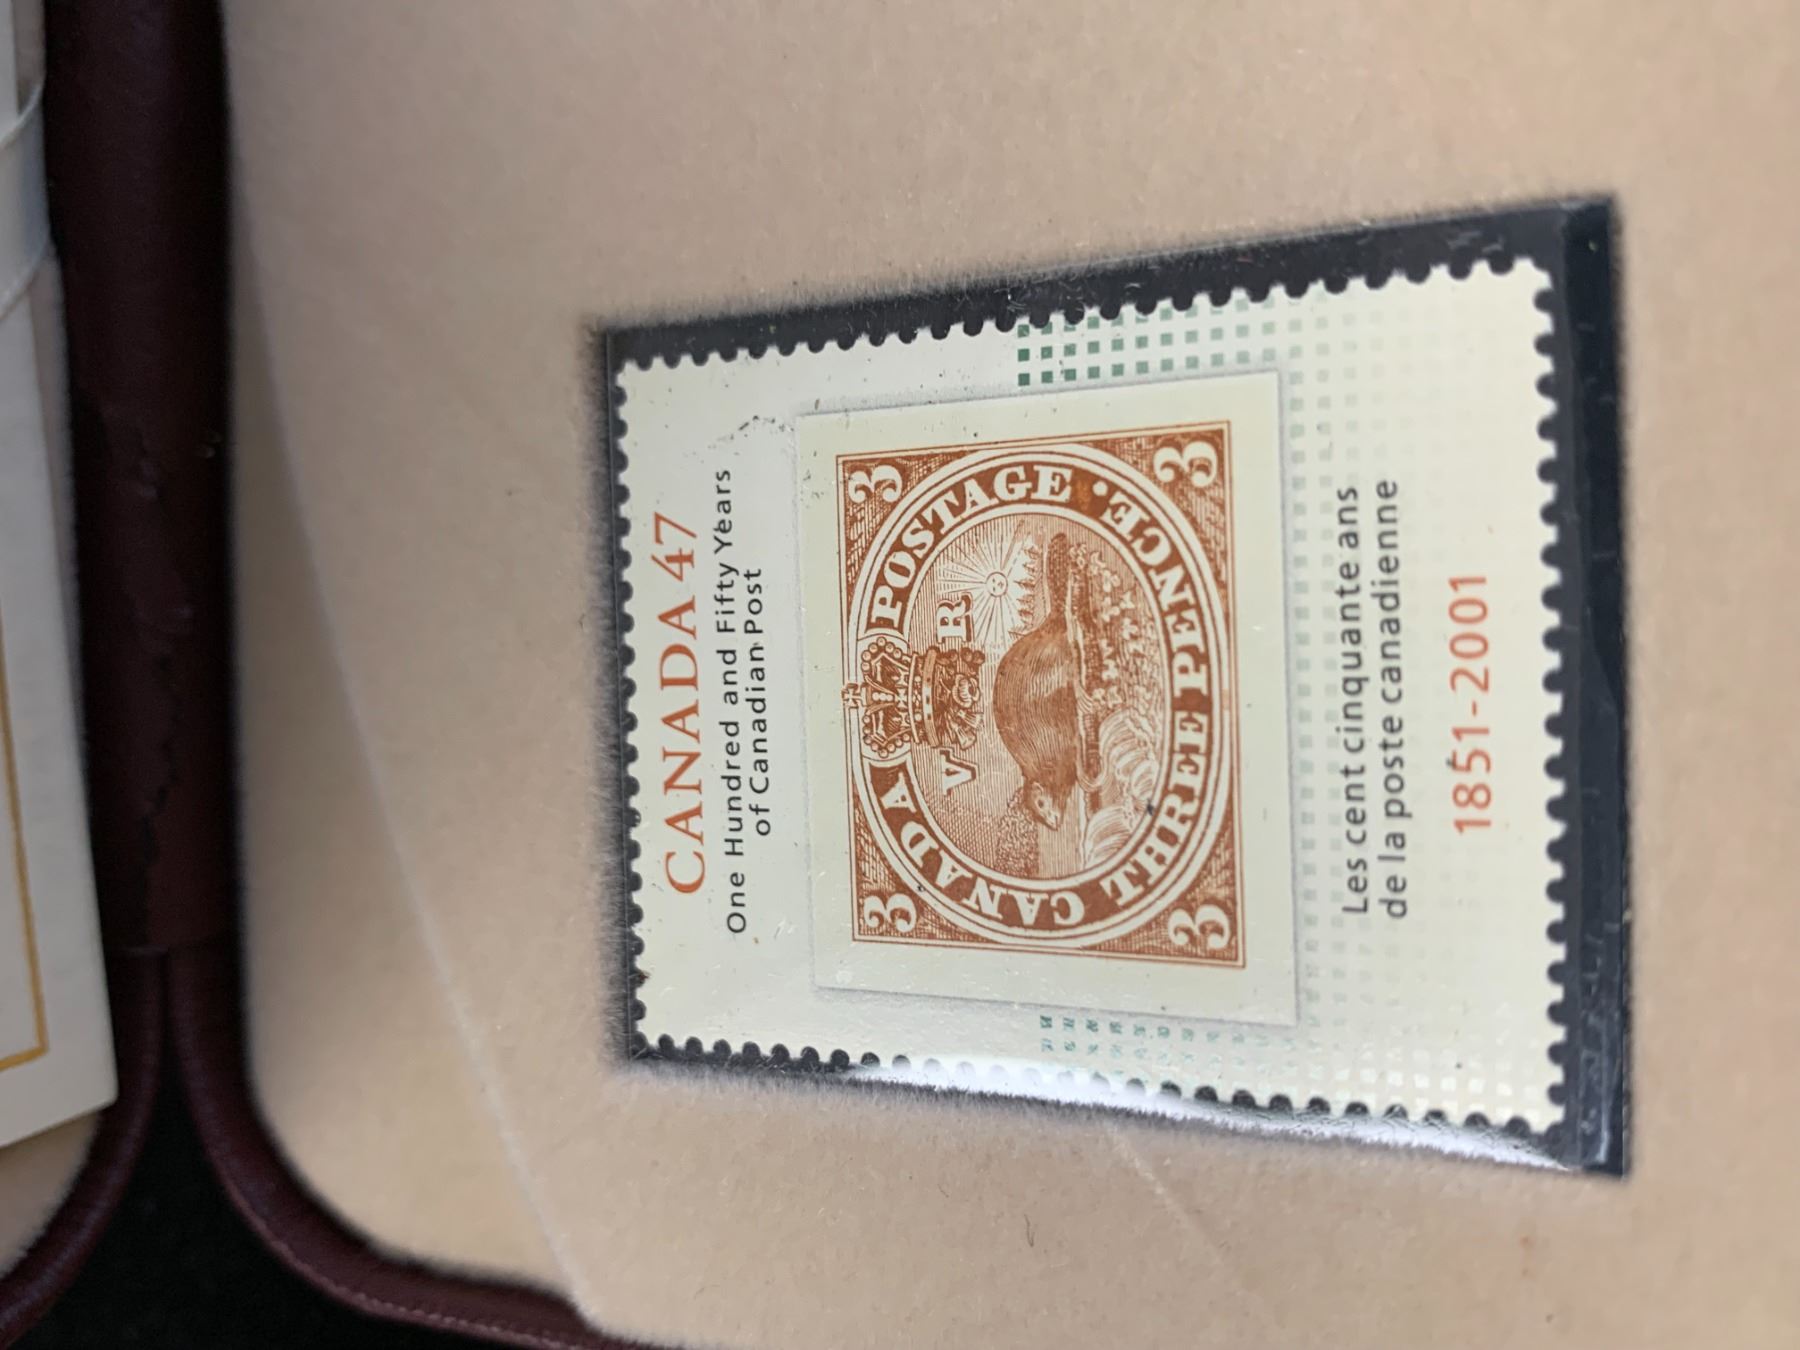 CANADA 47
One Hundred and Fifty Years
of Canadian Post
3 3
CANADA POSTAGE
V R
THREE PENCE
3 3
Les cent cinquante ans
de la poste canadienne
1851-2001